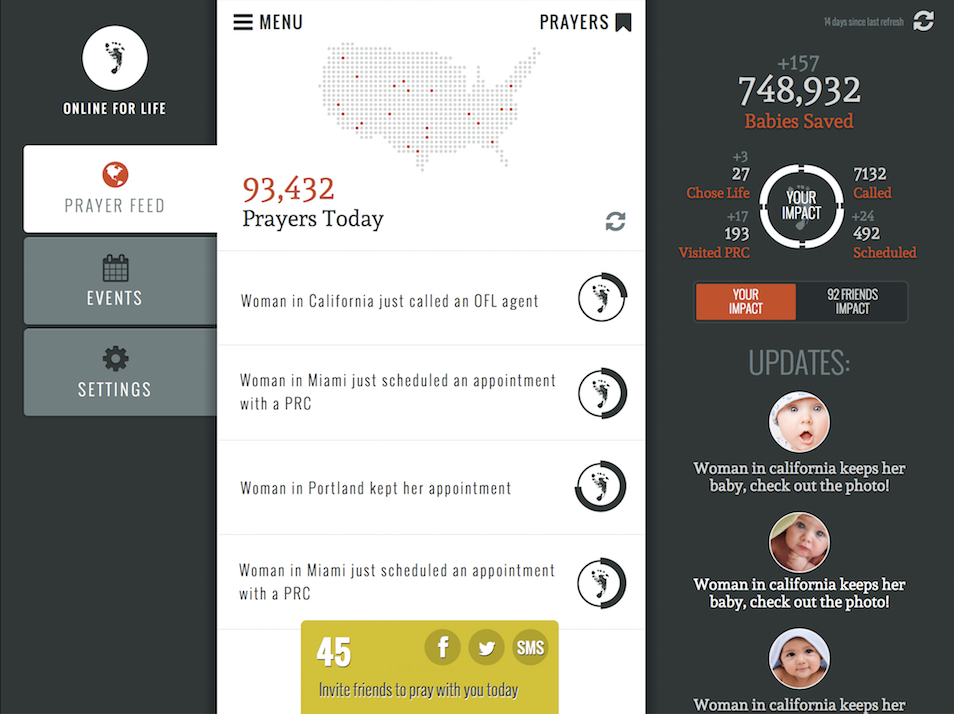 ONLINE FOR LIFE
PRAYER FEED
EVENTS
SETTINGS
MENU
PRAYERS
93,432
Prayers Today
Woman in California just called an OFL agent
Woman in Miami just scheduled an appointment
with a PRC
Woman in Portland kept her appointment
Woman in Miami just scheduled an appointment
with a PRC
45
f
SMS
Invite friends to pray with you today
14 days since last refresh
+157
748,932
Babies Saved
+3
27
Chose Life
+17
193
Visited PRC
YOUR
IMPACT
7132
Called
+24
492
Scheduled
YOUR
IMPACT
92 FRIENDS
IMPACT
UPDATES:
Woman in california keeps her
baby, check out the photo!
Woman in california keeps her
baby, check out the photo!
Woman in california keeps her